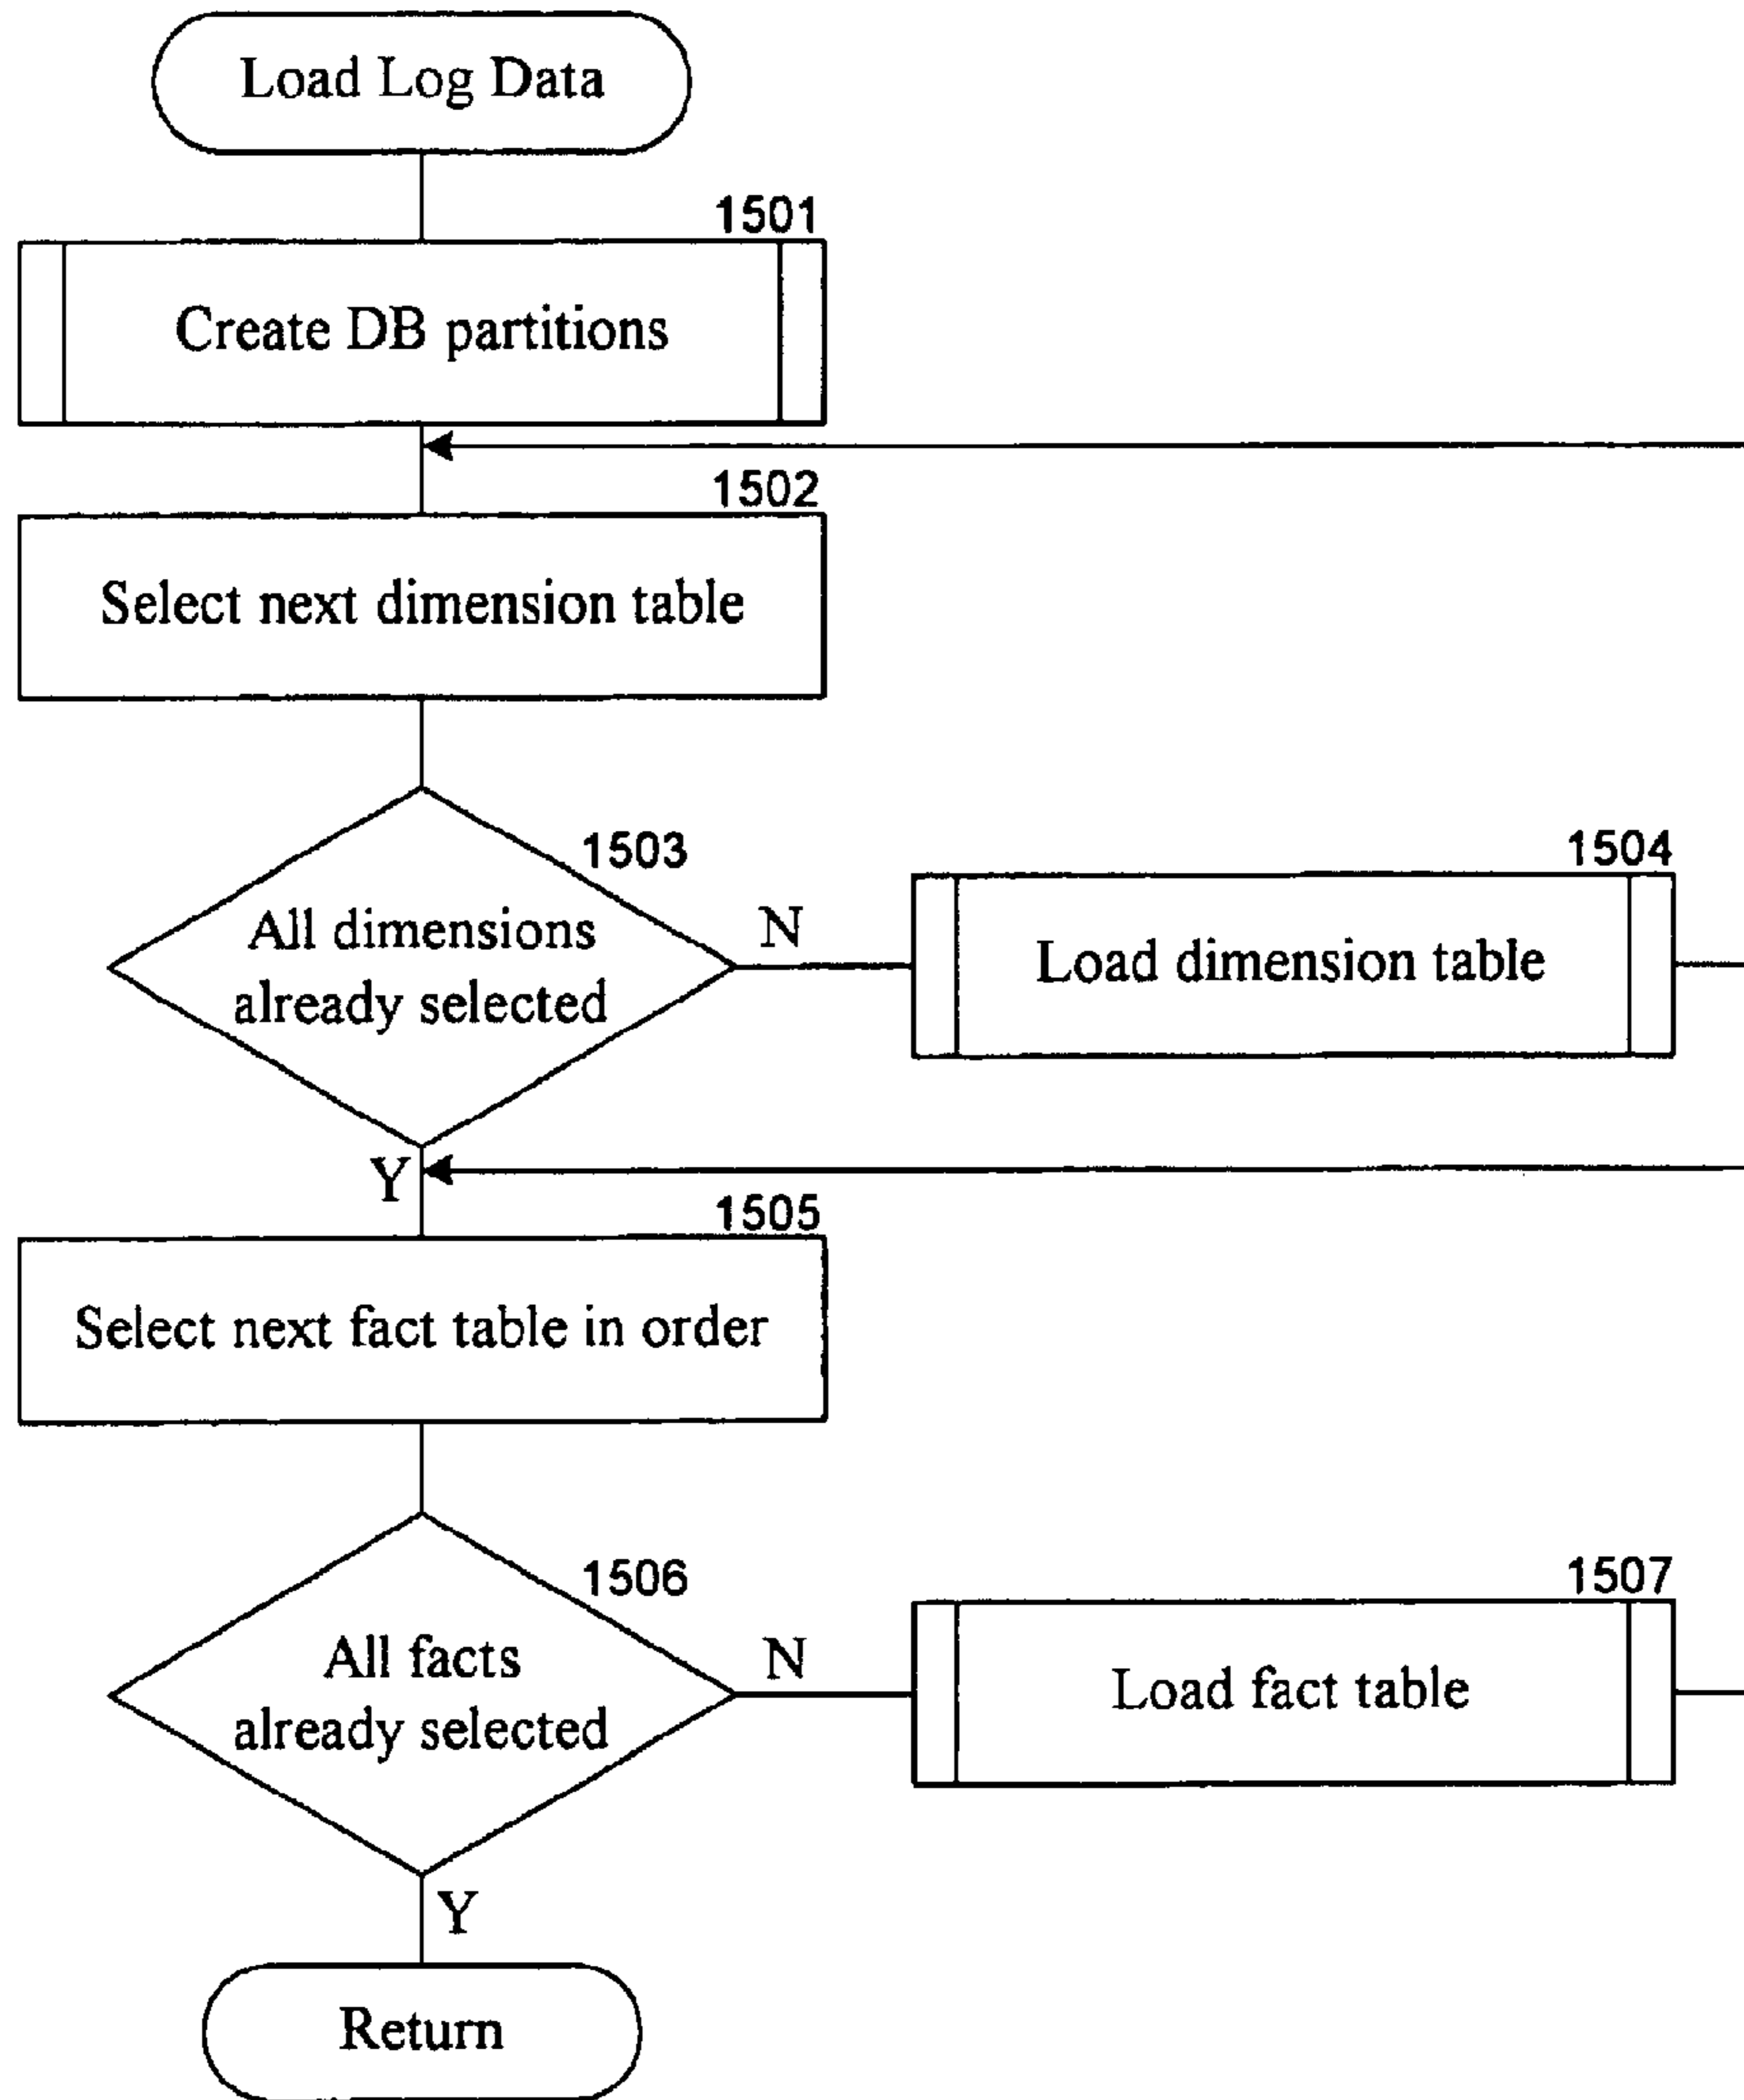 Load Log Data
1501
Create DB partitions
1502
Select next dimension table
1503
All dimensions
already selected
N
1504
Load dimension table
Y
1505
Select next fact table in order
1506
All facts
already selected
N
1507
Load fact table
Y
Return